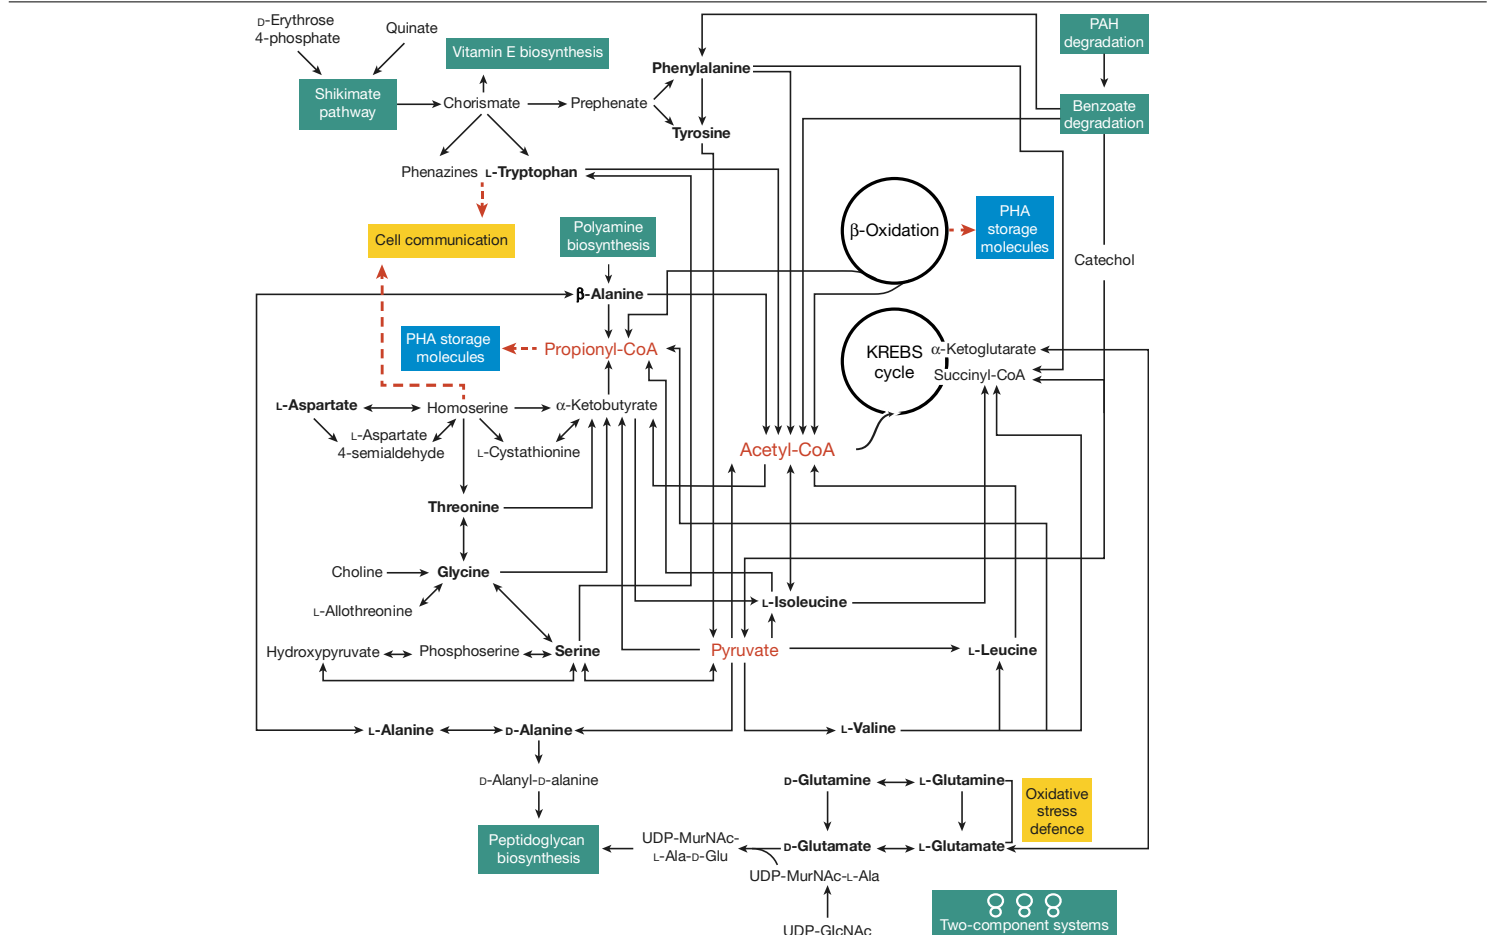 D-Erythrose
4-phosphate
Quinate
Vitamin E biosynthesis
PAH
degradation
Phenylalanine
Shikimate
pathway
Chorismate
Prephenate
Benzoate
degradation
Tyrosine
Phenazines
L-Tryptophan
Cell communication
Polyamine
biosynthesis
β-Oxidation
PHA
storage
molecules
Catechol
β-Alanine
PHA storage
molecules
Propionyl-CoA
KREBS
cycle
α-Ketoglutarate
Succinyl-CoA
L-Aspartate
Homoserine
α-Ketobutyrate
L-Aspartate
4-semialdehyde
L-Cystathionine
Acetyl-CoA
Threonine
Choline
Glycine
L-Allothreonine
L-Isoleucine
Hydroxypyruvate
Phosphoserine
Serine
Pyruvate
L-Leucine
L-Alanine
D-Alanine
L-Valine
D-Alanyl-D-alanine
D-Glutamine
L-Glutamine
Oxidative
stress
defence
Peptidoglycan
biosynthesis
UDP-MurNAc-
L-Ala-D-Glu
D-Glutamate
L-Glutamate
UDP-MurNAc-L-Ala
UDP-GlcNAc
Two-component systems